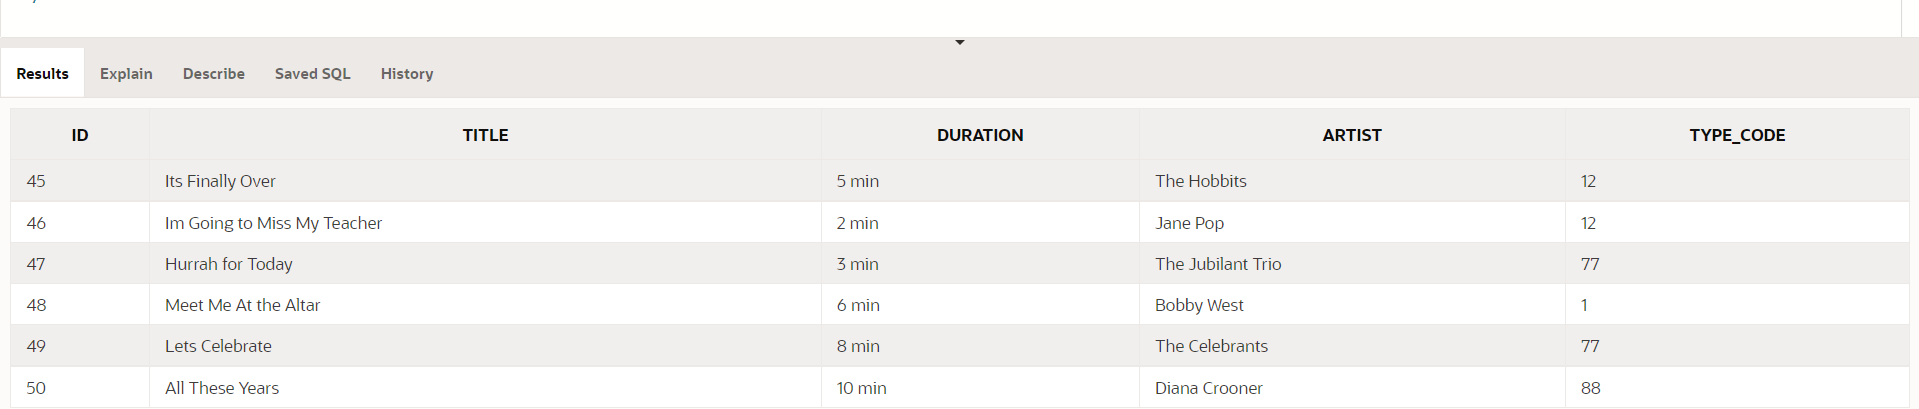 Results Explain Describe Saved SQL History
ID TITLE DURATION ARTIST TYPE_CODE
45 Its Finally Over 5 min The Hobbits 12
46 Im Going to Miss My Teacher 2 min Jane Pop 12
47 Hurrah for Today 3 min The Jubilant Trio 77
48 Meet Me At the Altar 6 min Bobby West 1
49 Lets Celebrate 8 min The Celebrants 77
50 All These Years 10 min Diana Crooner 88